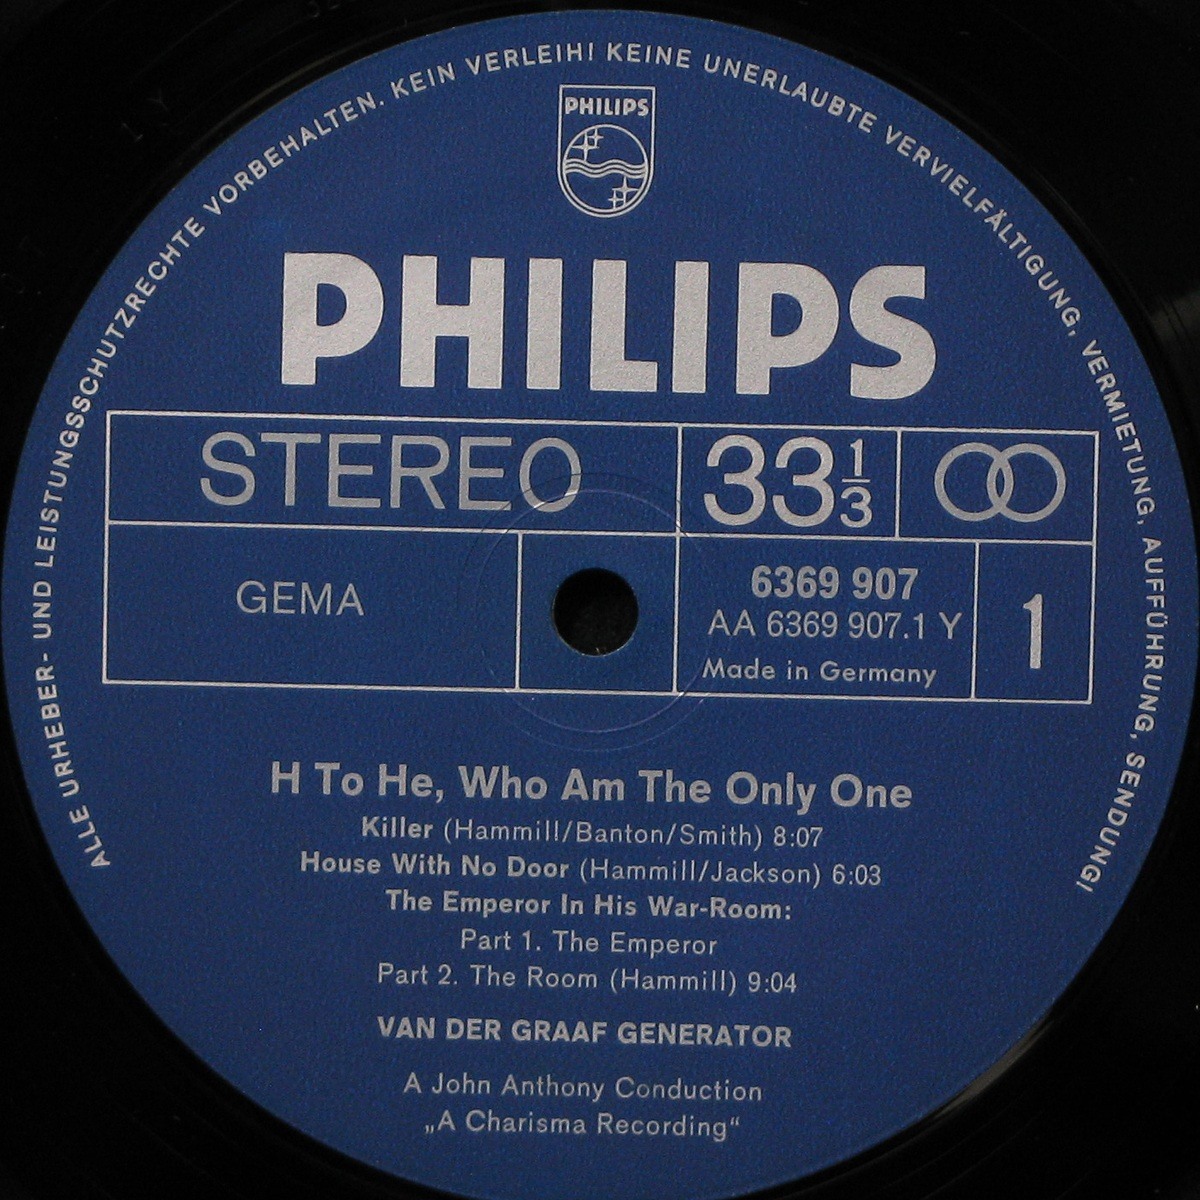 ALLE URHEBER- UND LEISTUNGSSCHUTZRECHTE VORBEHALTEN. KEIN VERLEIH! KEINE UNERLAUBTE VERVIELFÄLTIGUNG, VERMIETUNG, AUFFÜHRUNG, SENDUNG!
PHILIPS
PHILIPS
STEREO 33 1/3
GEMA
6369 907
AA 6369 907.1 Y
Made in Germany
1
H To He, Who Am The Only One
Killer (Hammill/Banton/Smith) 8:07
House With No Door (Hammill/Jackson) 6:03
The Emperor In His War-Room:
Part 1. The Emperor
Part 2. The Room (Hammill) 9:04
VAN DER GRAAF GENERATOR
A John Anthony Conduction
„A Charisma Recording“